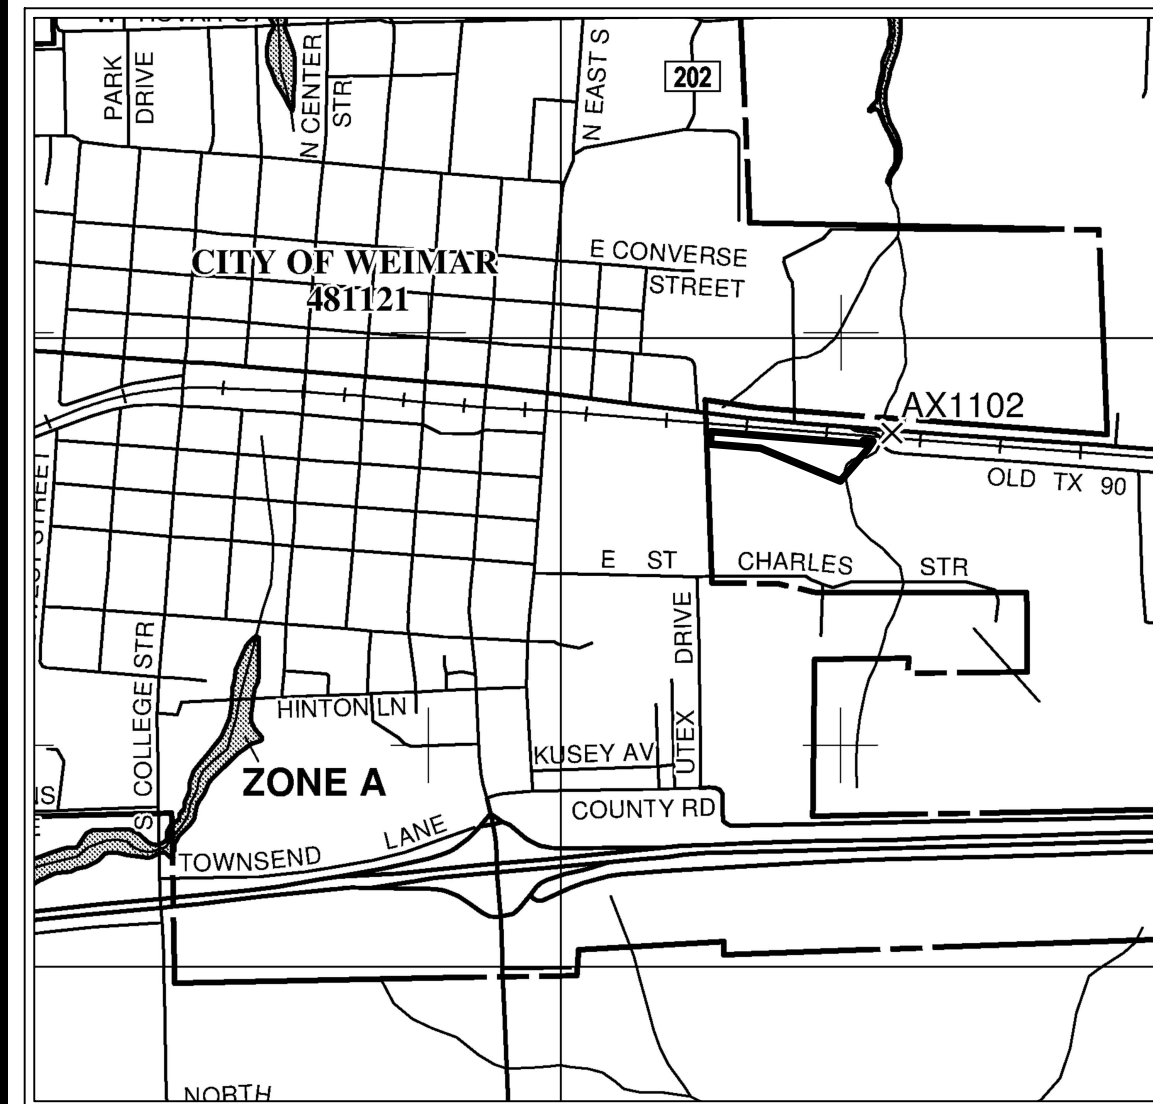 PARK
DRIVE
N CENTER
STR
N EAST S
202
CITY OF WEIMAR
481121
E CONVERSE
STREET
AX1102
OLD TX 90
E ST CHARLES STR
UTEX DRIVE
S COLLEGE STR
HINTON LN
KUSEY AV
ZONE A
COUNTY RD
TOWNSEND LANE
NORTH